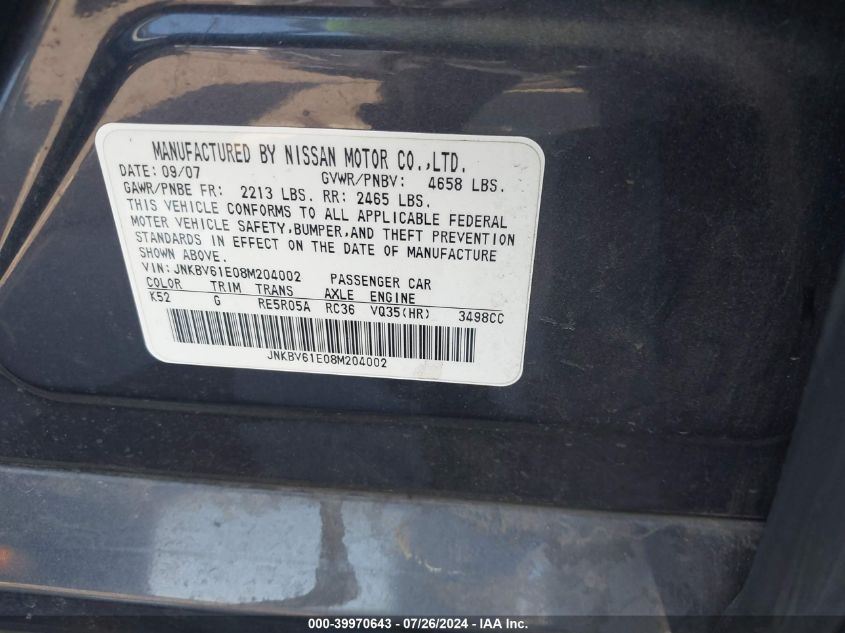 MANUFACTURED BY NISSAN MOTOR CO.,LTD.
DATE: 09/07 GVWR/PNBV: 4658 LBS.
GAWR/PNBE FR: 2213 LBS. RR: 2465 LBS.
THIS VEHICLE CONFORMS TO ALL APPLICABLE FEDERAL
MOTER VEHICLE SAFETY,BUMPER,AND THEFT PREVENTION
STANDARDS IN EFFECT ON THE DATE OF MANUFACTURE
SHOWN ABOVE.
VIN:JNKBV61E08M204002 PASSENGER CAR
COLOR TRIM TRANS AXLE ENGINE
K52 G RE5R05A RC36 VQ35(HR) 3498CC
JNKBV61E08M204002
000-39970643 - 07/26/2024 - IAA Inc.